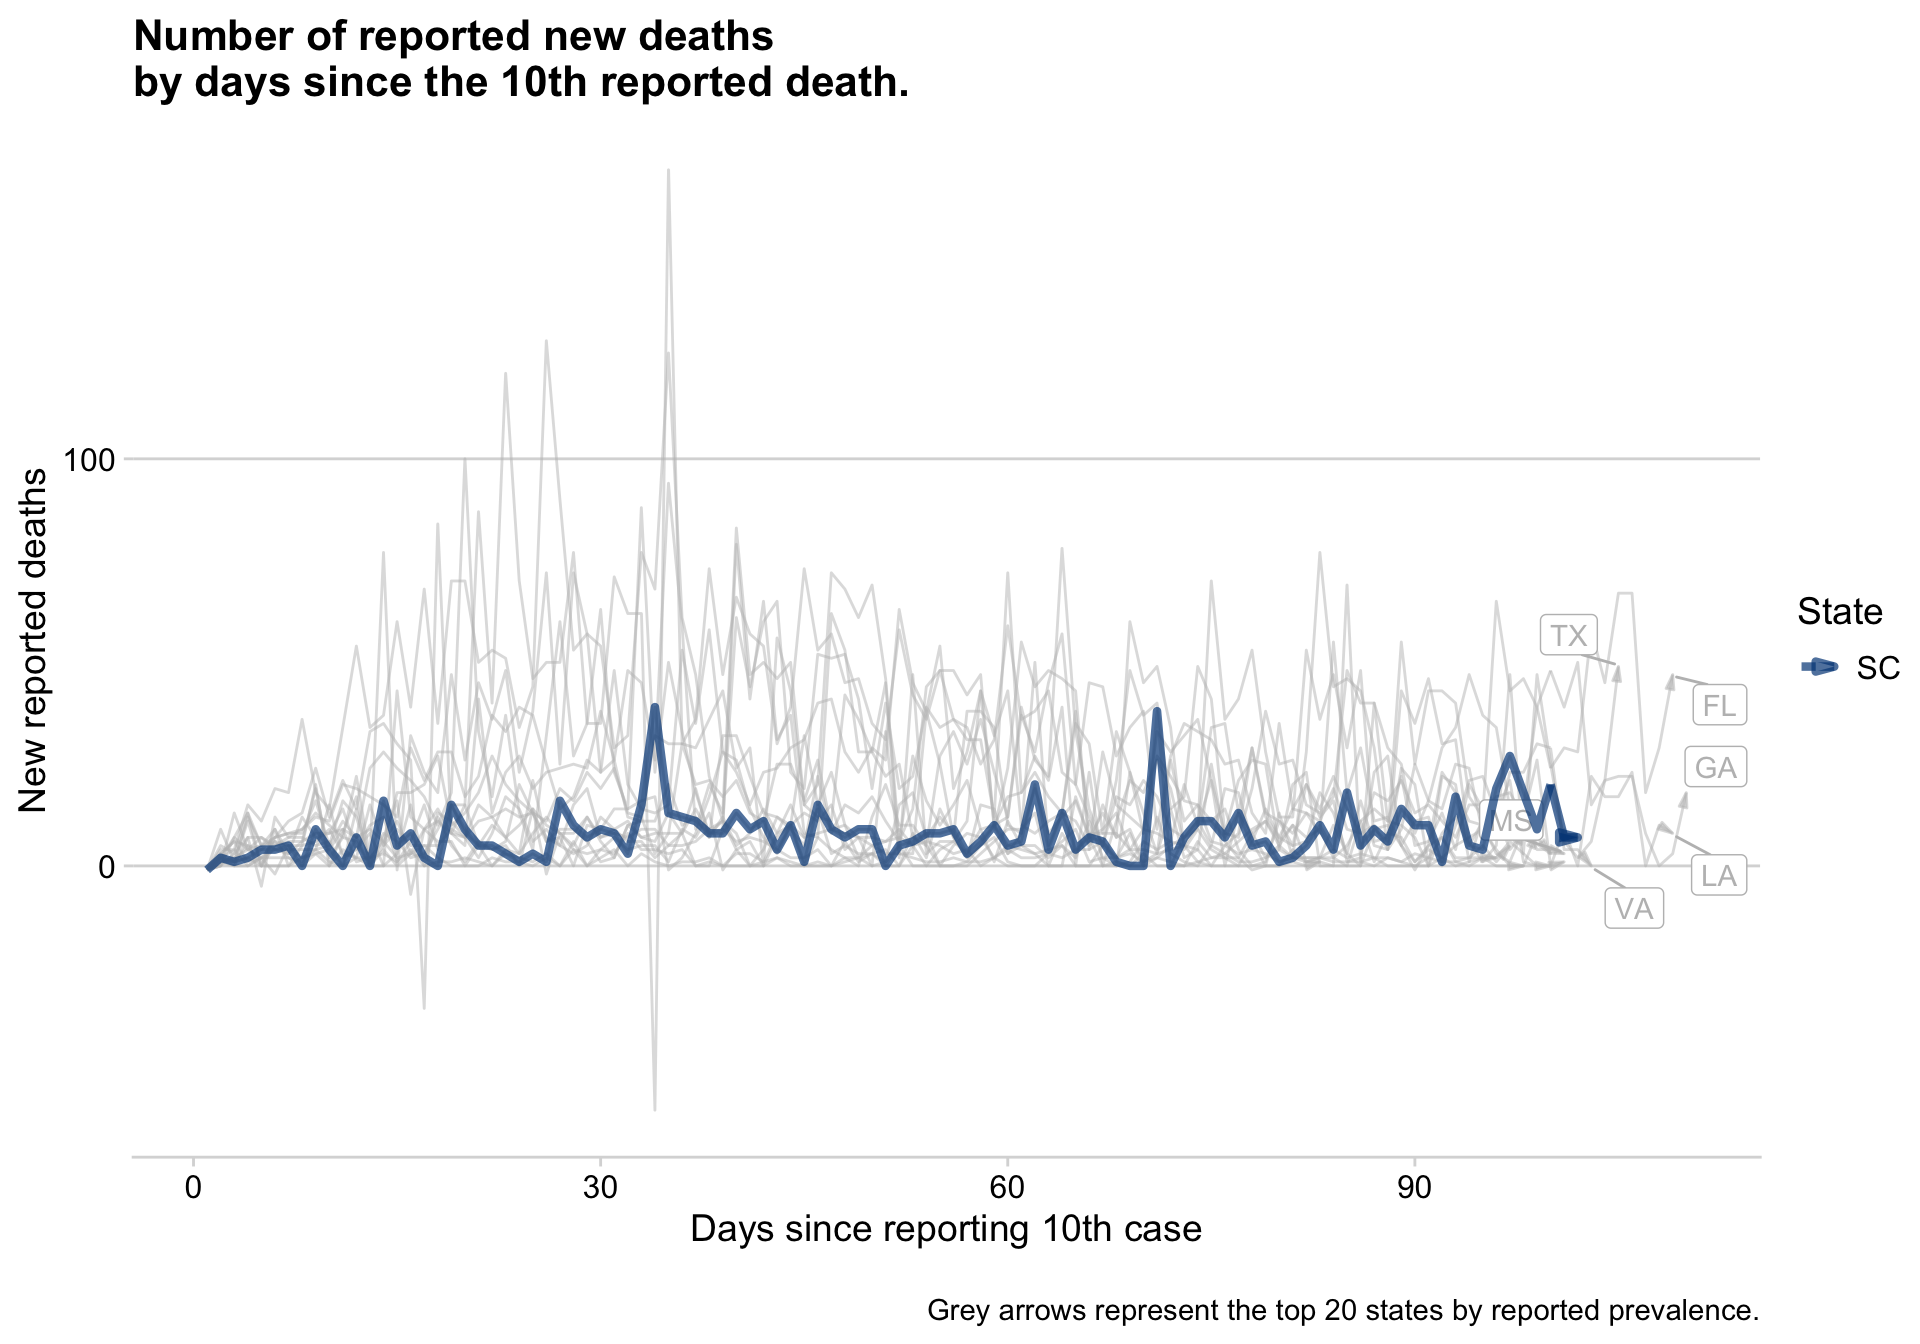 Number of reported new deaths
by days since the 10th reported death.
New reported deaths
100
0
TX
FL
GA
MS
LA
VA
State
SC
0 30 60 90
Days since reporting 10th case
Grey arrows represent the top 20 states by reported prevalence.